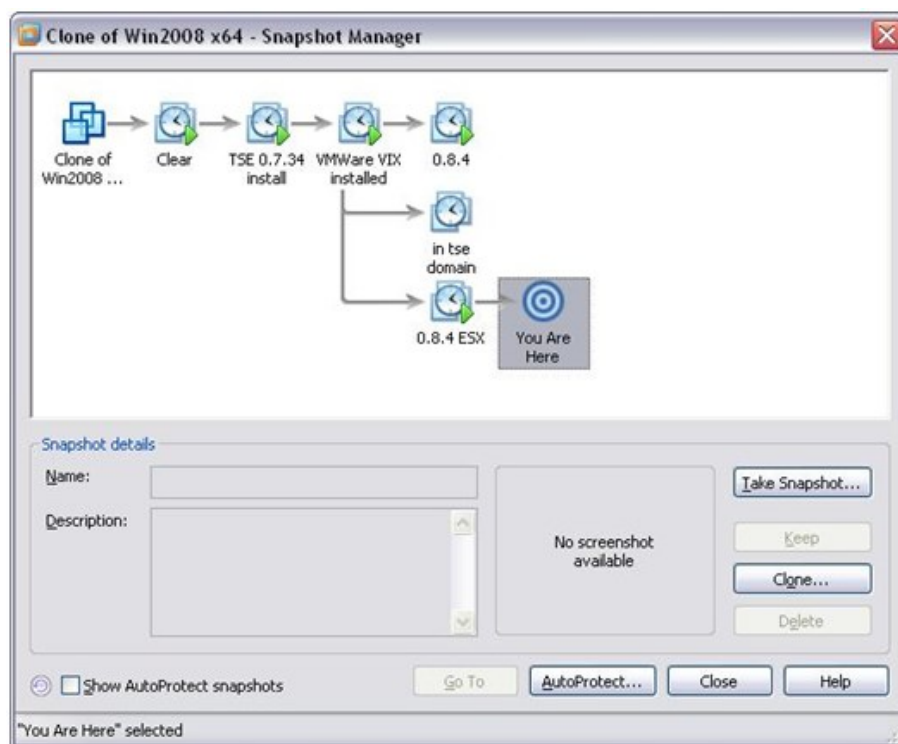 Clone of Win2008 x64 - Snapshot Manager
Clone of
Win2008 ...
Clear
TSE 0.7.34
install
VMWare VIX
installed
0.8.4
in tse
domain
0.8.4 ESX
You Are
Here
Snapshot details
Name:
Description:
No screenshot
available
Take Snapshot...
Keep
Clone...
Delete
Show AutoProtect snapshots
Go To
AutoProtect...
Close
Help
"You Are Here" selected